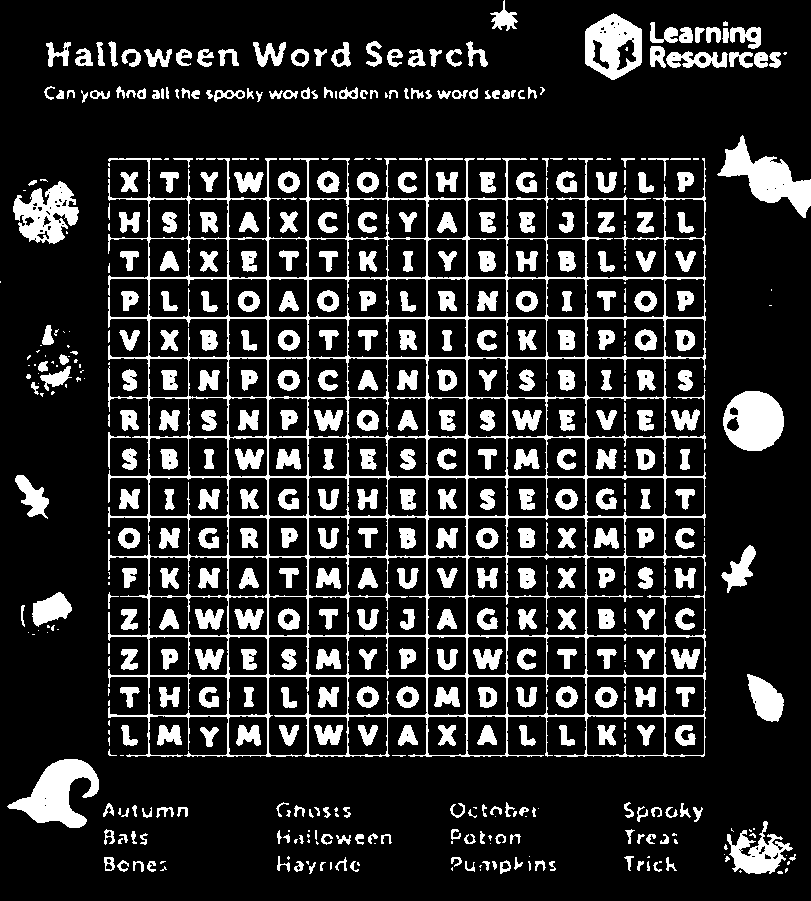 Halloween Word Search
LR Learning
Resources
Can you find all the spooky words hidden in this word search?
X T Y W O Q O C H E G G U L P
H S R A X C C Y A E E J Z Z L
T A X E T T K I Y B H B L V V
P L L O A O P L R N O I T O P
V X B L O T T R I C K B P Q D
S E N P O C A N D Y S B I R S
R N S N P W Q A E S W E V E W
S B I W M I E S C T M C N D I
N I N K G U H E K S E O G I T
O N G R P U T B N O B X M P C
F K N A T M A U V H B X P S H
Z A W W Q T U J A G K X B Y C
Z P W E S M Y P U W C T T Y W
T H G I L N O O M D U O O H T
L M Y M V W V A X A L L K Y G
Autumn Ghosts October Spooky
Bats Halloween Potion Treat
Bones Hayride Pumpkins Trick